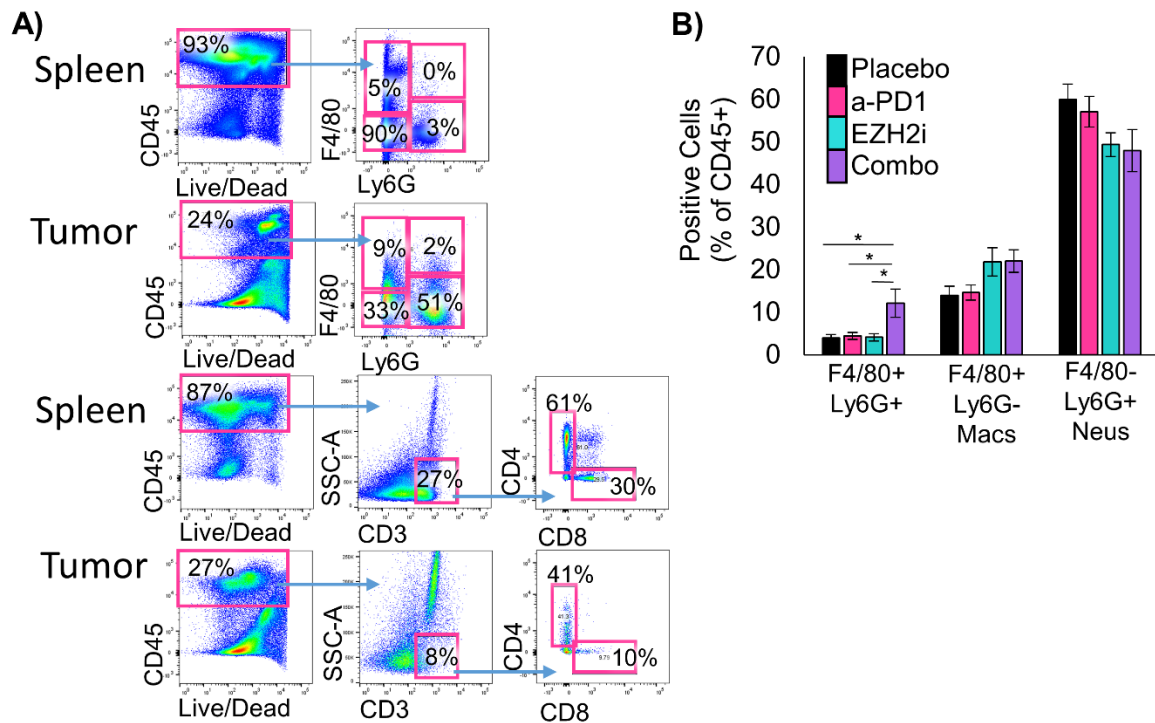 A)
Spleen
93%
CD45
Live/Dead
5%
0%
90%
3%
F4/80
Ly6G
Tumor
24%
CD45
Live/Dead
9%
2%
33%
51%
F4/80
Ly6G
Spleen
87%
CD45
Live/Dead
27%
SSC-A
CD3
61%
30%
CD4
CD8
Tumor
27%
CD45
Live/Dead
8%
SSC-A
CD3
41%
10%
CD4
CD8
B)
Positive Cells
(% of CD45+)
70
60
50
40
30
20
10
0
Placebo
a-PD1
EZH2i
Combo
*
*
*
F4/80+
Ly6G+
F4/80+
Ly6G-
Macs
F4/80-
Ly6G+
Neus